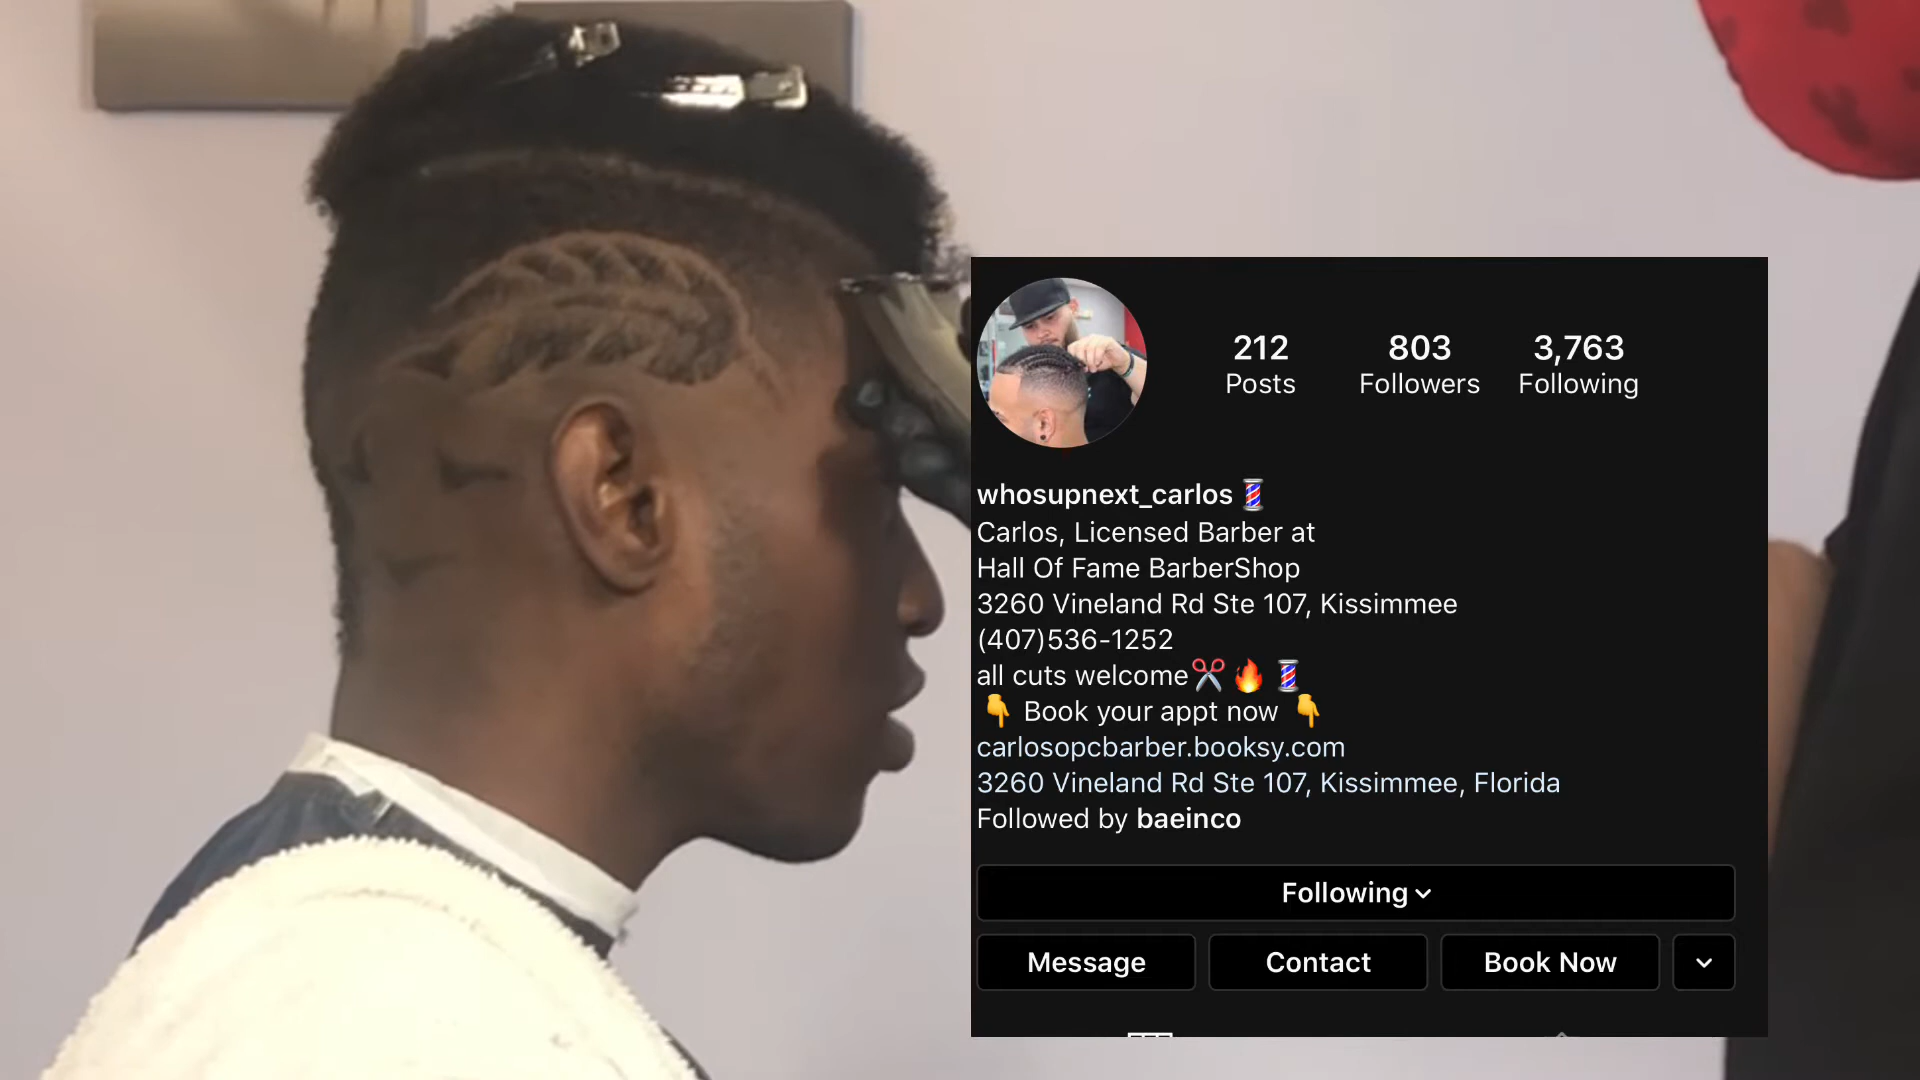 212 803 3,763
Posts Followers Following
whosupnext_carlos💈
Carlos, Licensed Barber at
Hall Of Fame BarberShop
3260 Vineland Rd Ste 107, Kissimmee
(407)536-1252
all cuts welcome✂️🔥💈
👇 Book your appt now 👇
carlosopcbarber.booksy.com
3260 Vineland Rd Ste 107, Kissimmee, Florida
Followed by baeinco
Following
Message Contact Book Now